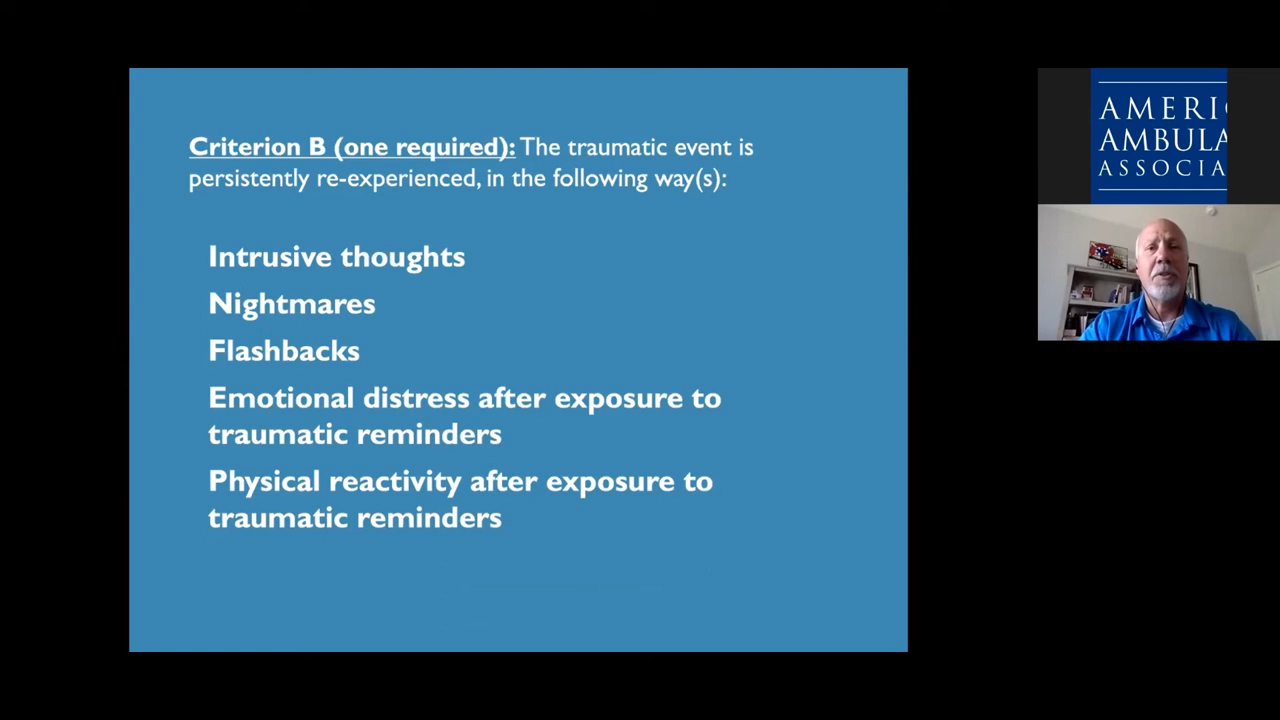 Criterion B (one required): The traumatic event is
persistently re-experienced, in the following way(s):
Intrusive thoughts
Nightmares
Flashbacks
Emotional distress after exposure to
traumatic reminders
Physical reactivity after exposure to
traumatic reminders
AMERI
AMBULA
ASSOCIA